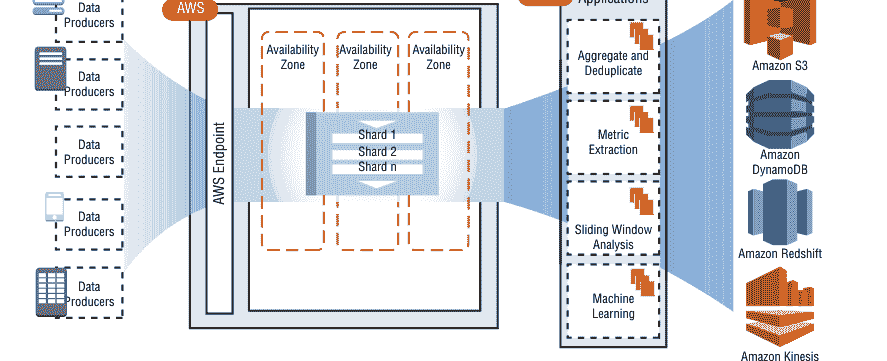 Data
Producers
Data
Producers
Data
Producers
Data
Producers
Data
Producers
AWS
AWS Endpoint
Availability
Zone
Availability
Zone
Availability
Zone
Shard 1
Shard 2
Shard n
Applications
Aggregate and
Deduplicate
Metric
Extraction
Sliding Window
Analysis
Machine
Learning
Amazon S3
Amazon
DynamoDB
Amazon Redshift
Amazon Kinesis